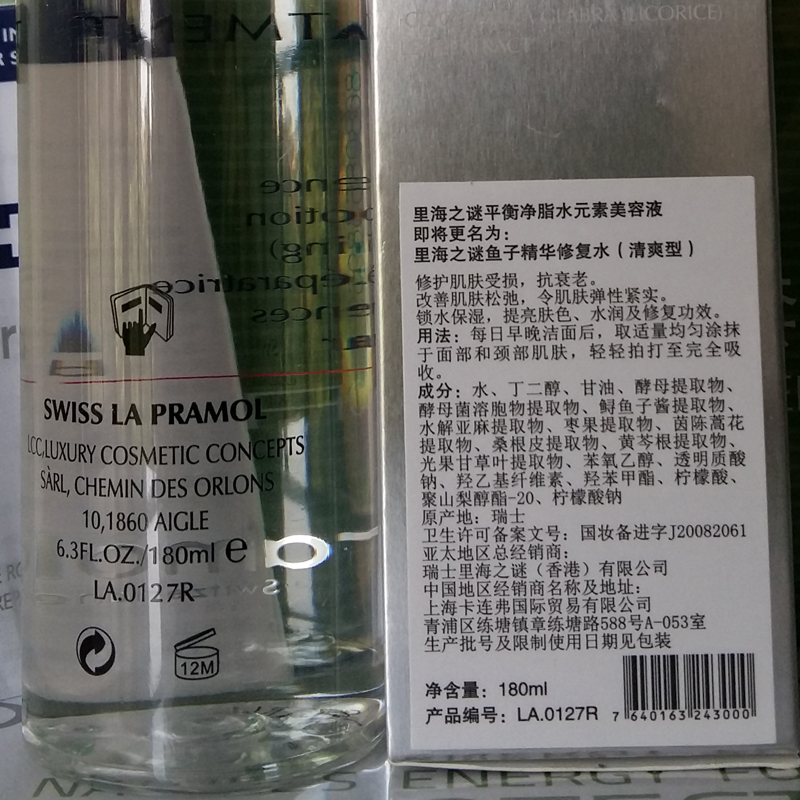 GLABRA (LICORICE)
EXTRACT
SWISS LA PRAMOL
LCC,LUXURY COSMETIC CONCEPTS
SÀRL, CHEMIN DES ORLONS
10,1860 AIGLE
6.3FL.OZ./180ml e
LA.0127R
12M
里海之谜平衡净脂水元素美容液
即将更名为：
里海之谜鱼子精华修复水（清爽型）
修护肌肤受损，抗衰老。
改善肌肤松弛，令肌肤弹性紧实。
锁水保湿，提亮肤色、水润及修复功效。
用法：每日早晚洁面后，取适量均匀涂抹
于面部和颈部肌肤，轻轻拍打至完全吸
收。
成分：水、丁二醇、甘油、酵母提取物、
酵母菌溶胞物提取物、鲟鱼子酱提取物、
水解亚麻提取物、枣果提取物、茵陈蒿花
提取物、桑根皮提取物、黄芩根提取物、
光果甘草叶提取物、苯氧乙醇、透明质酸
钠、羟乙基纤维素、羟苯甲酯、柠檬酸、
聚山梨醇酯-20、柠檬酸钠
原产地：瑞士
卫生许可备案文号：国妆备进字J20082061
亚太地区总经销商：
瑞士里海之谜（香港）有限公司
中国地区经销商名称及地址：
上海卡连弗国际贸易有限公司
青浦区练塘镇章练塘路588号A-053室
生产批号及限制使用日期见包装
净含量：180ml
产品编号：LA.0127R
7 640163 243000
ENERGY FO